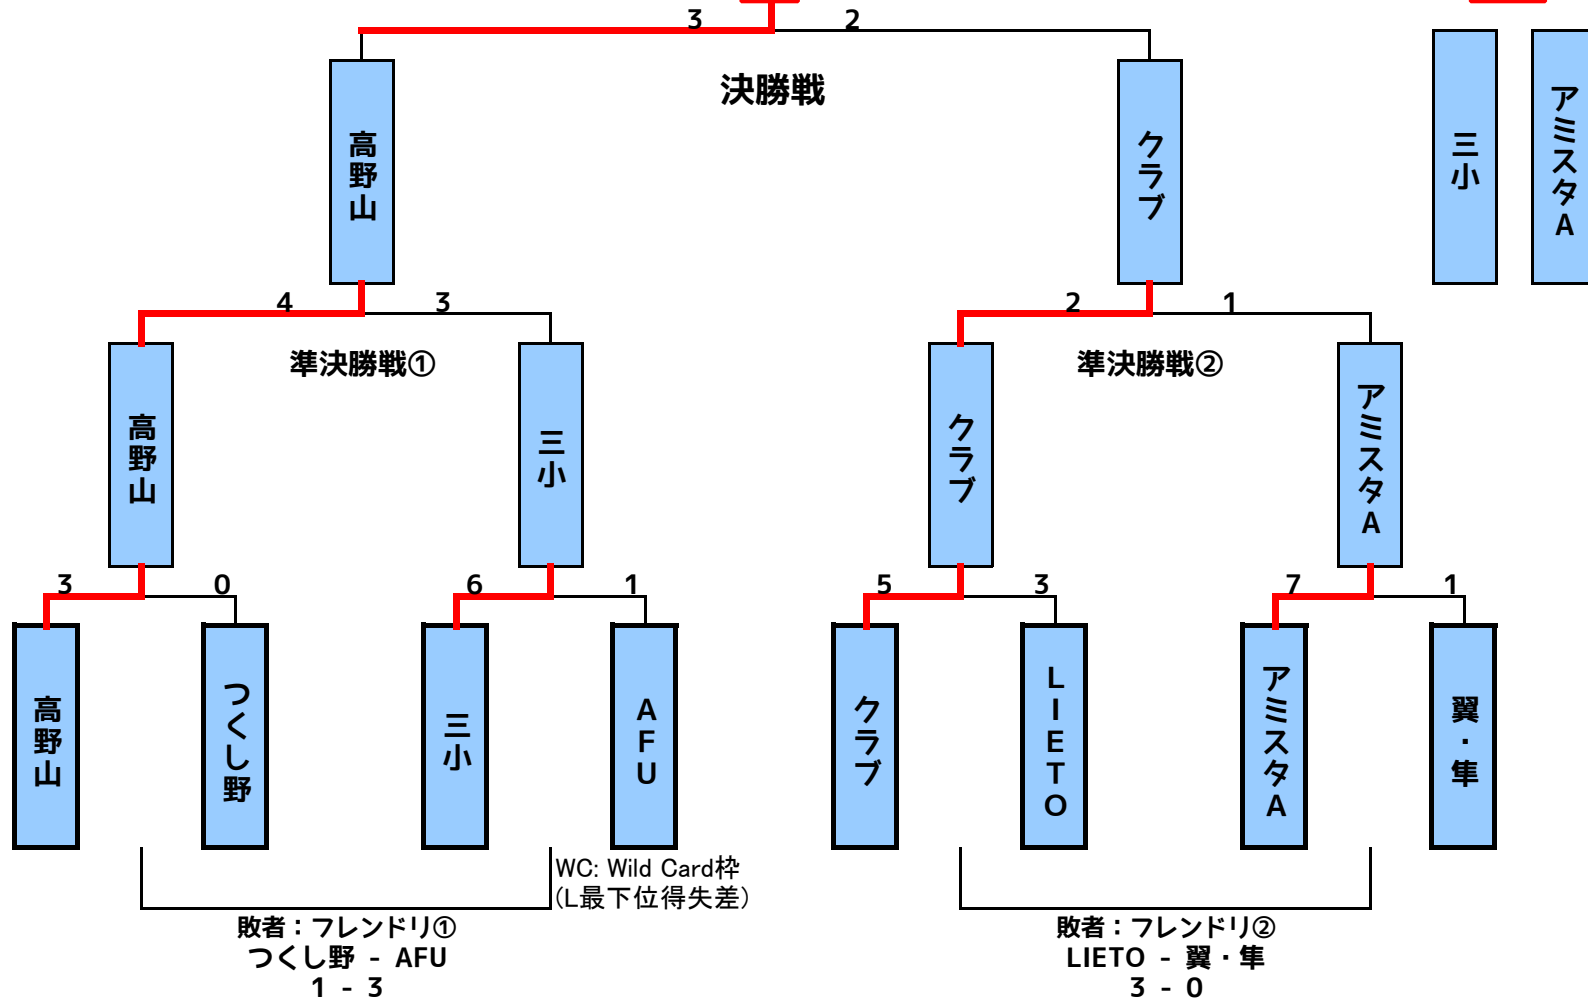 3 2
決勝戦
高野山
クラブ
三小
アミスタA
4 3
2 1
準決勝戦①
準決勝戦②
高野山
三小
クラブ
アミスタA
3 0
6 1
5 3
7 1
高野山
つくし野
三小
AFU
クラブ
LIETO
アミスタA
翼・隼
WC: Wild Card枠
(L最下位得失差)
敗者：フレンドリ①
つくし野 - AFU
1 - 3
敗者：フレンドリ②
LIETO - 翼・隼
3 - 0